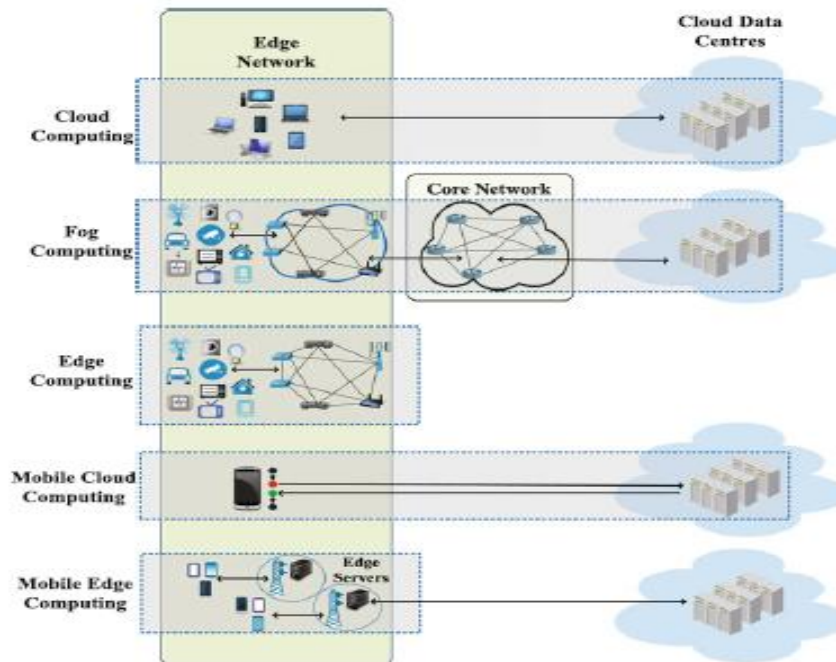 Edge
Network
Cloud Data
Centres
Cloud
Computing
Fog
Computing
Core Network
Edge
Computing
Mobile Cloud
Computing
Mobile Edge
Computing
Edge
Servers